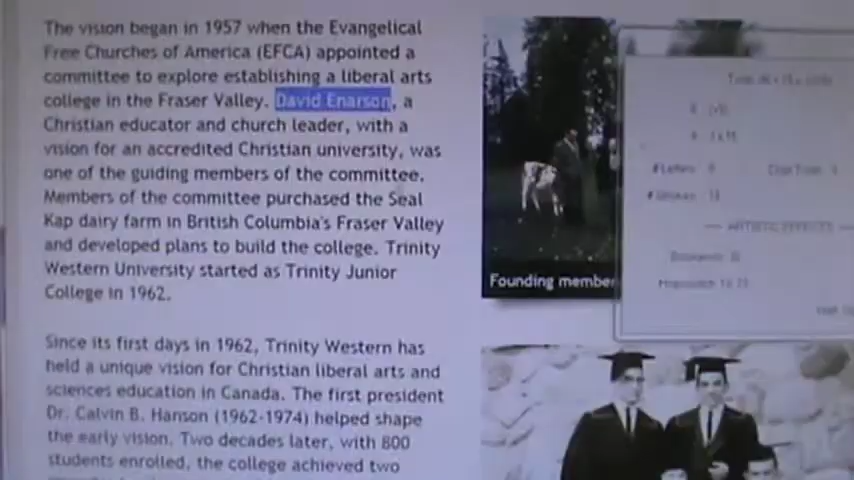 The vision began in 1957 when the Evangelical
Free Churches of America (EFCA) appointed a
committee to explore establishing a liberal arts
college in the Fraser Valley. David Enarson, a
Christian educator and church leader, with a
vision for an accredited Christian university, was
one of the guiding members of the committee.
Members of the committee purchased the Seal
Kap dairy farm in British Columbia's Fraser Valley
and developed plans to build the college. Trinity
Western University started as Trinity Junior
College in 1962.
Since its first days in 1962, Trinity Western has
held a unique vision for Christian liberal arts and
sciences education in Canada. The first president
Dr. Calvin B. Hanson (1962-1974) helped shape
the early vision. Two decades later, with 800
students enrolled, the college achieved two
Founding member